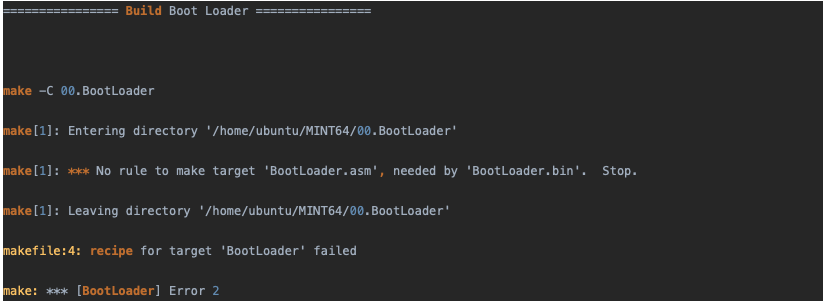 ================ Build Boot Loader ================
make -C 00.BootLoader
make[1]: Entering directory '/home/ubuntu/MINT64/00.BootLoader'
make[1]: *** No rule to make target 'BootLoader.asm', needed by 'BootLoader.bin'.  Stop.
make[1]: Leaving directory '/home/ubuntu/MINT64/00.BootLoader'
makefile:4: recipe for target 'BootLoader' failed
make: *** [BootLoader] Error 2